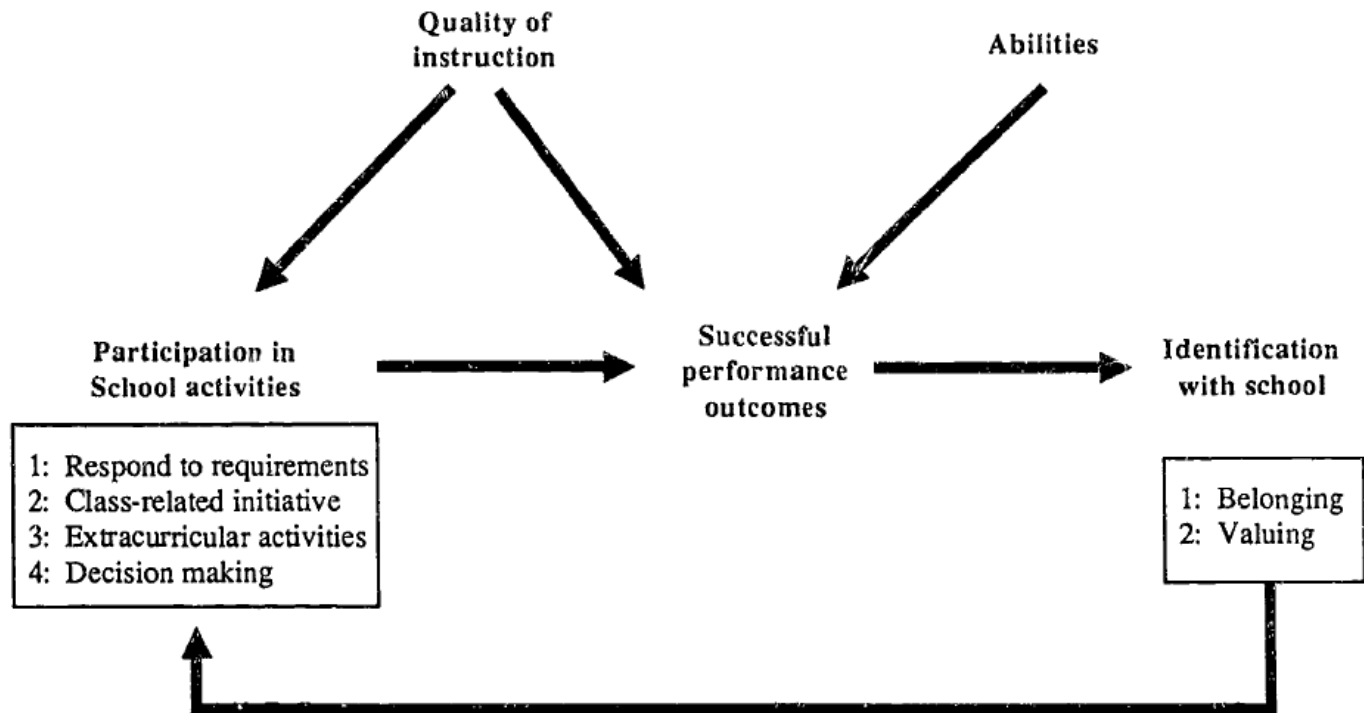 Quality of
instruction
Abilities
Participation in
School activities
Successful
performance
outcomes
Identification
with school
1: Respond to requirements
2: Class-related initiative
3: Extracurricular activities
4: Decision making
1: Belonging
2: Valuing